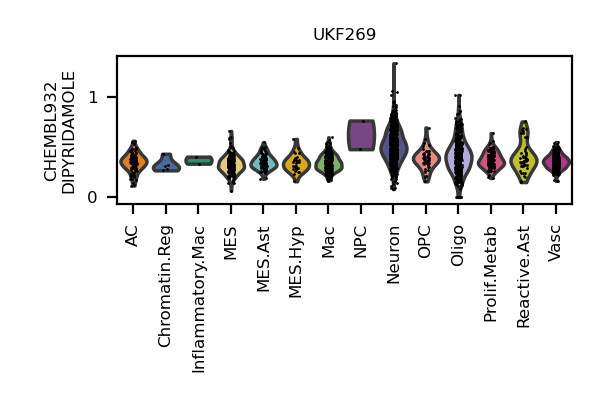 UKF269
CHEMBL932
DIPYRIDAMOLE
1
0
AC
Chromatin.Reg
Inflammatory.Mac
MES
MES.Ast
MES.Hyp
Mac
NPC
Neuron
OPC
Oligo
Prolif.Metab
Reactive.Ast
Vasc